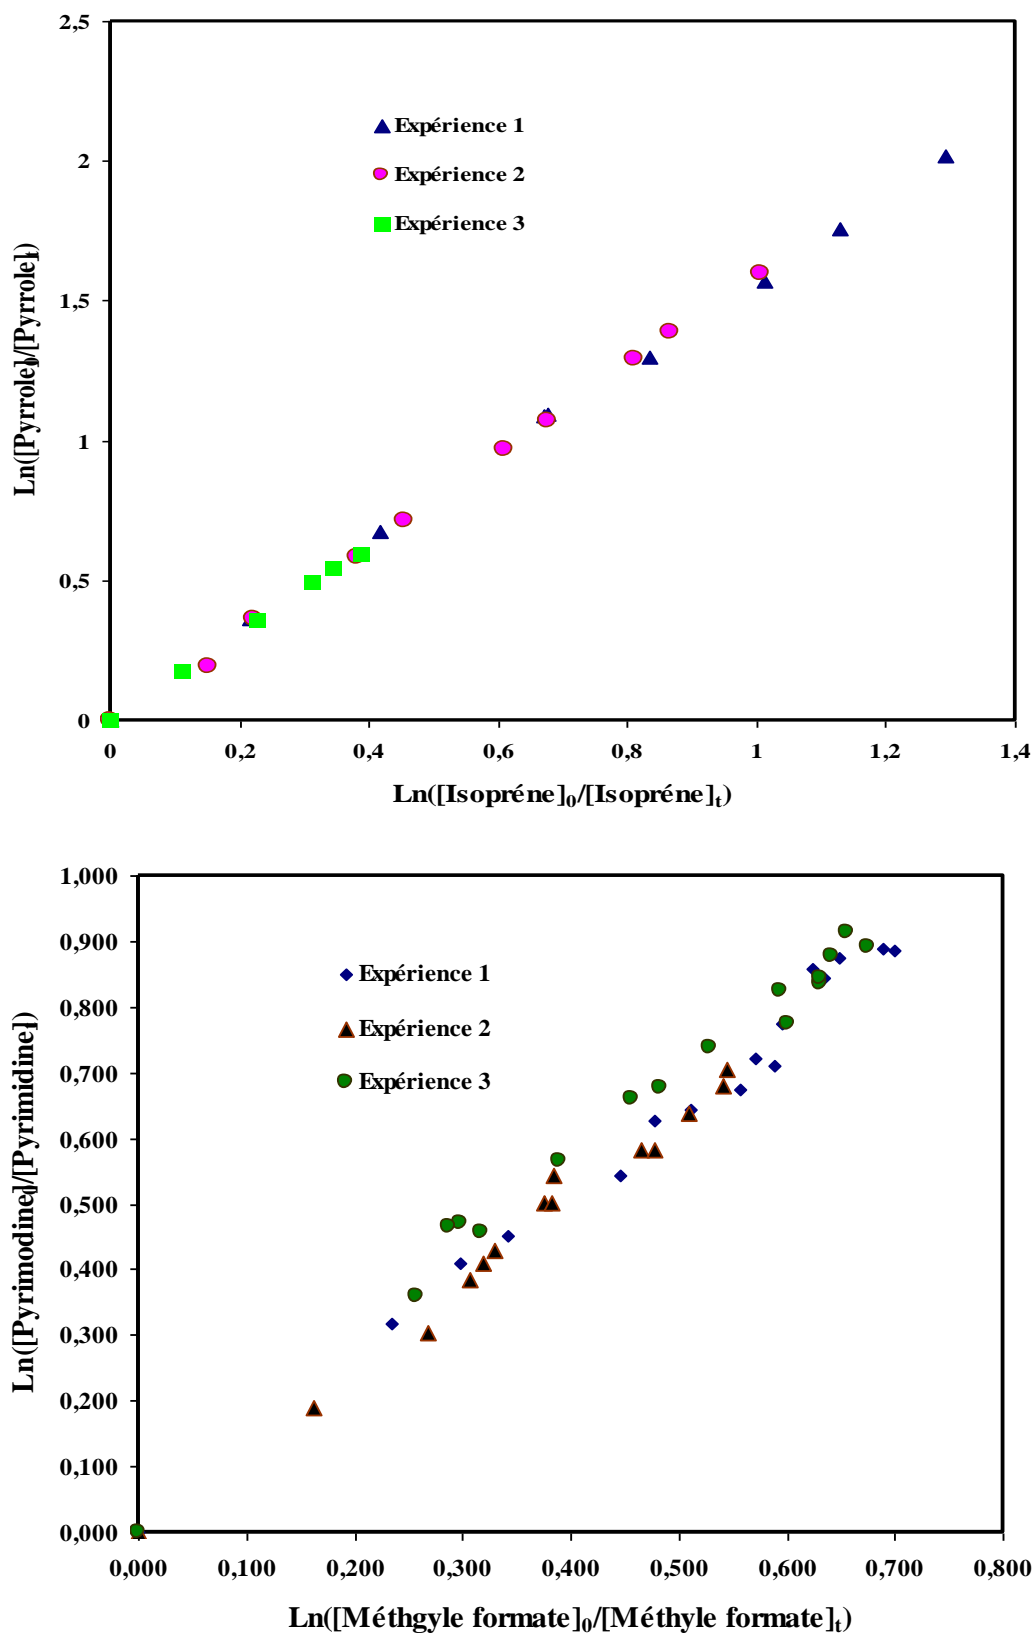 2,5
2
1,5
1
0,5
0
Ln([Pyrrole]0/[Pyrrole]t)
Expérience 1
Expérience 2
Expérience 3
0 0,2 0,4 0,6 0,8 1 1,2 1,4
Ln([Isopréne]0/[Isopréne]t)
1,000
0,900
0,800
0,700
0,600
0,500
0,400
0,300
0,200
0,100
0,000
Ln([Pyrimodine]0/[Pyrimidine]t)
Expérience 1
Expérience 2
Expérience 3
0,000 0,100 0,200 0,300 0,400 0,500 0,600 0,700 0,800
Ln([Méthgyle formate]0/[Méthyle formate]t)